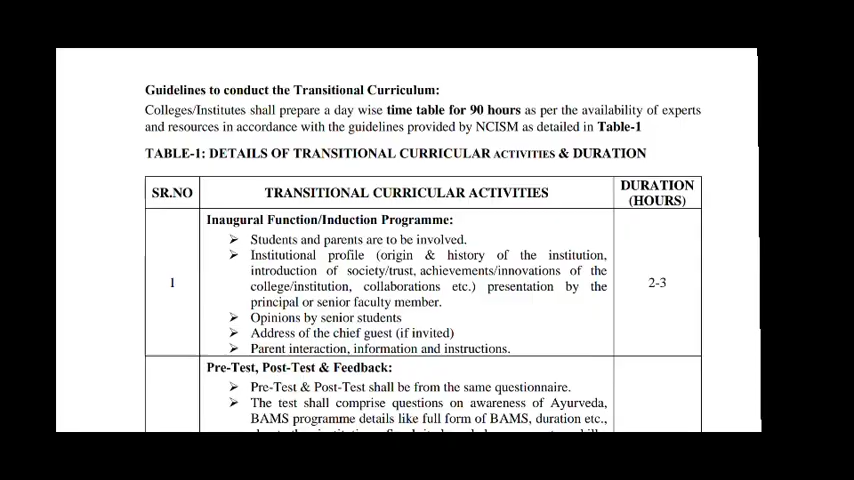 Guidelines to conduct the Transitional Curriculum:
Colleges/Institutes shall prepare a day wise time table for 90 hours as per the availability of experts
and resources in accordance with the guidelines provided by NCISM as detailed in Table-1
TABLE-1: DETAILS OF TRANSITIONAL CURRICULAR ACTIVITIES & DURATION
SR.NO TRANSITIONAL CURRICULAR ACTIVITIES DURATION (HOURS)
Inaugural Function/Induction Programme:
➢ Students and parents are to be involved.
➢ Institutional profile (origin & history of the institution,
introduction of society/trust, achievements/innovations of the
1 college/institution, collaborations etc.) presentation by the 2-3
principal or senior faculty member.
➢ Opinions by senior students
➢ Address of the chief guest (if invited)
➢ Parent interaction, information and instructions.
Pre-Test, Post-Test & Feedback:
➢ Pre-Test & Post-Test shall be from the same questionnaire.
➢ The test shall comprise questions on awareness of Ayurveda,
BAMS programme details like full form of BAMS, duration etc.,